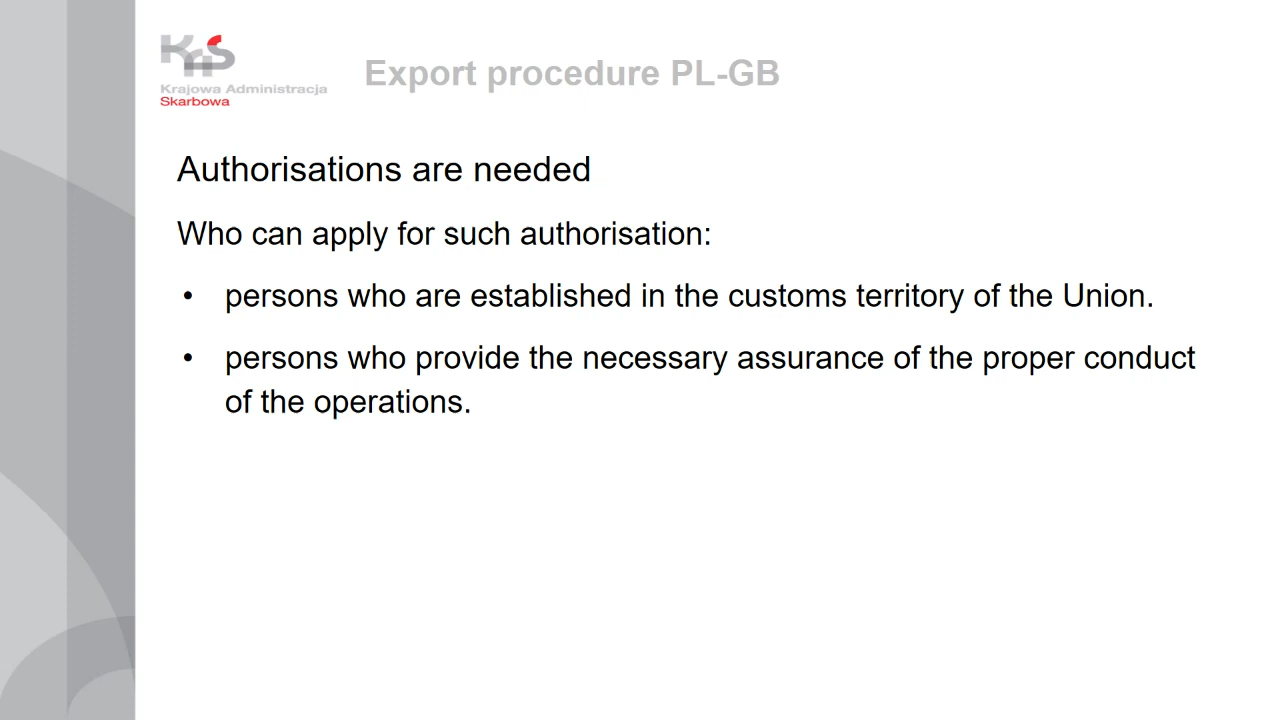 KAS
Krajowa Administracja
Skarbowa
Export procedure PL-GB
Authorisations are needed
Who can apply for such authorisation:
• persons who are established in the customs territory of the Union.
• persons who provide the necessary assurance of the proper conduct
of the operations.